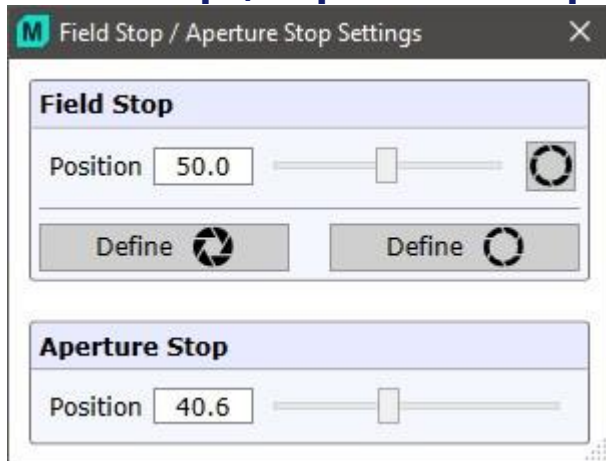 M Field Stop / Aperture Stop Settings
Field Stop
Position 50.0
Define Define
Aperture Stop
Position 40.6